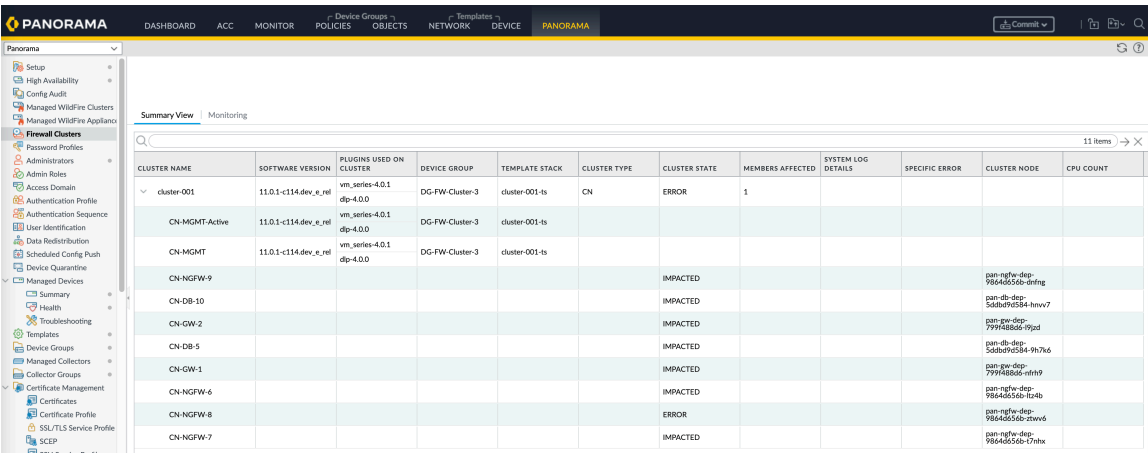 PANORAMA
DASHBOARD ACC MONITOR
Device Groups
POLICIES OBJECTS
Templates
NETWORK DEVICE
PANORAMA
Commit
Panorama
Setup
High Availability
Config Audit
Managed WildFire Clusters
Managed WildFire Appliance
Firewall Clusters
Password Profiles
Administrators
Admin Roles
Access Domain
Authentication Profile
Authentication Sequence
User Identification
Data Redistribution
Scheduled Config Push
Device Quarantine
Managed Devices
Summary
Health
Troubleshooting
Templates
Device Groups
Managed Collectors
Collector Groups
Certificate Management
Certificates
Certificate Profile
SSL/TLS Service Profile
SCEP
Summary View | Monitoring
11 items
CLUSTER NAME SOFTWARE VERSION PLUGINS USED ON CLUSTER DEVICE GROUP TEMPLATE STACK CLUSTER TYPE CLUSTER STATE MEMBERS AFFECTED SYSTEM LOG DETAILS SPECIFIC ERROR CLUSTER NODE CPU COUNT
cluster-001 11.0.1-c114.dev_e_rel vm_series-4.0.1 dlp-4.0.0 DG-FW-Cluster-3 cluster-001-ts CN ERROR 1
CN-MGMT-Active 11.0.1-c114.dev_e_rel vm_series-4.0.1 dlp-4.0.0 DG-FW-Cluster-3 cluster-001-ts
CN-MGMT 11.0.1-c114.dev_e_rel vm_series-4.0.1 dlp-4.0.0 DG-FW-Cluster-3 cluster-001-ts
CN-NGFW-9 IMPACTED pan-ngfw-dep-9864d656b-dnfng
CN-DB-10 IMPACTED pan-db-dep-5ddbd9d584-hnvv7
CN-GW-2 IMPACTED pan-gw-dep-799f488d6-l9jzd
CN-DB-5 IMPACTED pan-db-dep-5ddbd9d584-9h7k6
CN-GW-1 IMPACTED pan-gw-dep-799f488d6-nfrh9
CN-NGFW-6 IMPACTED pan-ngfw-dep-9864d656b-ltz4b
CN-NGFW-8 ERROR pan-ngfw-dep-9864d656b-ztwv6
CN-NGFW-7 IMPACTED pan-ngfw-dep-9864d656b-t7nhx